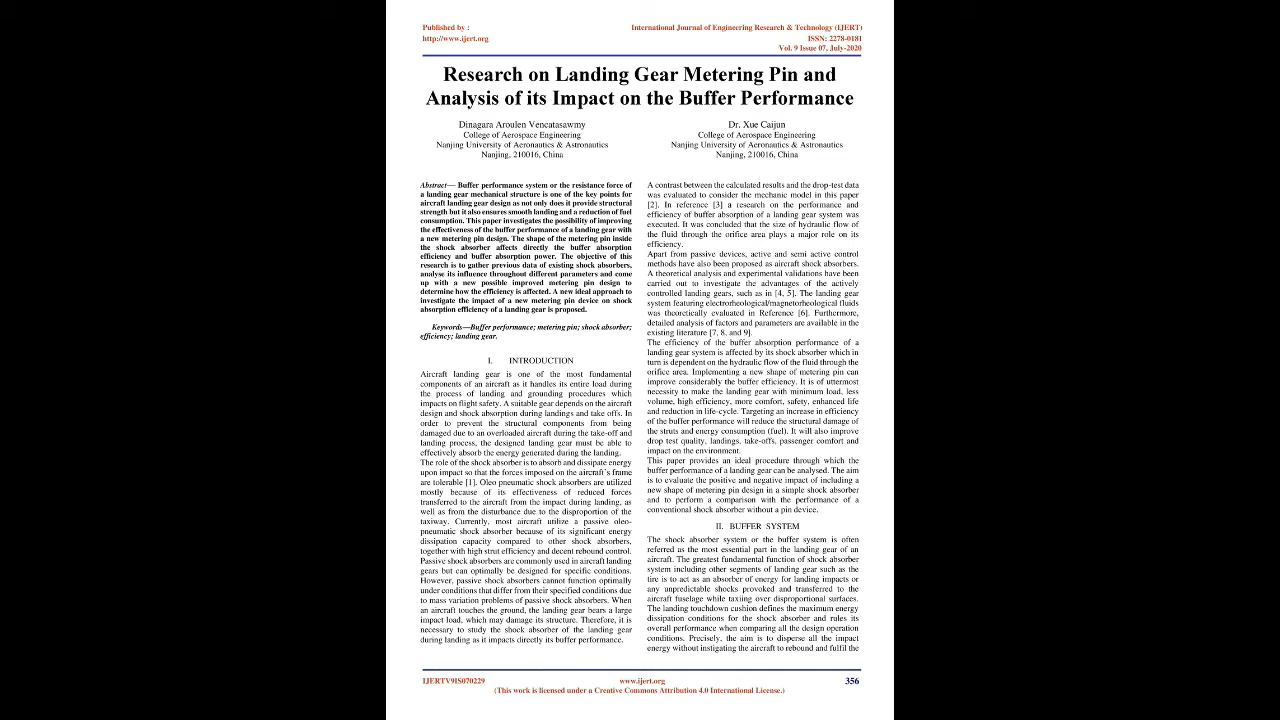 Published by :
http://www.ijert.org
International Journal of Engineering Research & Technology (IJERT)
ISSN: 2278-0181
Vol. 9 Issue 07, July-2020
Research on Landing Gear Metering Pin and
Analysis of its Impact on the Buffer Performance
Dinagara Aroulen Vencatasawmy
College of Aerospace Engineering
Nanjing University of Aeronautics & Astronautics
Nanjing, 210016, China
Dr. Xue Caijun
College of Aerospace Engineering
Nanjing University of Aeronautics & Astronautics
Nanjing, 210016, China
Abstract— Buffer performance system or the resistance force of
a landing gear mechanical structure is one of the key points for
aircraft landing gear design as not only does it provide structural
strength but it also ensures smooth landing and a reduction of fuel
consumption. This paper investigates the possibility of improving
the effectiveness of the buffer performance of a landing gear with
a new metering pin design. The shape of the metering pin inside
the shock absorber affects directly the buffer absorption
efficiency and buffer absorption power. The objective of this
research is to gather previous data of existing shock absorbers,
analyse its influence throughout different parameters and come
up with a new possible improved metering pin design to
determine how the efficiency is affected. A new ideal approach to
investigate the impact of a new metering pin device on shock
absorption efficiency of a landing gear is proposed.
Keywords—Buffer performance; metering pin; shock absorber;
efficiency; landing gear.
I. INTRODUCTION
Aircraft landing gear is one of the most fundamental
components of an aircraft as it handles its entire load during
the process of landing and grounding procedures which
impacts on flight safety. A suitable gear depends on the aircraft
design and shock absorption during landings and take offs. In
order to prevent the structural components from being
damaged due to an overloaded aircraft during the take-off and
landing process, the designed landing gear must be able to
effectively absorb the energy generated during the landing.
The role of the shock absorber is to absorb and dissipate energy
upon impact so that the forces imposed on the aircraft's frame
are tolerable [1]. Oleo pneumatic shock absorbers are utilized
mostly because of its effectiveness of reduced forces
transferred to the aircraft from the impact during landing, as
well as from the disturbance due to the disproportion of the
taxiway. Currently, most aircraft utilize a passive oleo-
pneumatic shock absorber because of its significant energy
dissipation capacity compared to other shock absorbers,
together with high strut efficiency and decent rebound control.
Passive shock absorbers are commonly used in aircraft landing
gears but can optimally be designed for specific conditions.
However, passive shock absorbers cannot function optimally
under conditions that differ from their specified conditions due
to mass variation problems of passive shock absorbers. When
an aircraft touches the ground, the landing gear bears a large
impact load, which may damage its structure. Therefore, it is
necessary to study the shock absorber of the landing gear
during landing as it impacts directly its buffer performance.
A contrast between the calculated results and the drop-test data
was evaluated to consider the mechanic model in this paper
[2]. In reference [3] a research on the performance and
efficiency of buffer absorption of a landing gear system was
executed. It was concluded that the size of hydraulic flow of
the fluid through the orifice area plays a major role on its
efficiency.
Apart from passive devices, active and semi active control
methods have also been proposed as aircraft shock absorbers.
A theoretical analysis and experimental validations have been
carried out to investigate the advantages of the actively
controlled landing gears, such as in [4, 5]. The landing gear
system featuring electrorheological/magnetorheological fluids
was theoretically evaluated in Reference [6]. Furthermore,
detailed analysis of factors and parameters are available in the
existing literature [7, 8, and 9].
The efficiency of the buffer absorption performance of a
landing gear system is affected by its shock absorber which in
turn is dependent on the hydraulic flow of the fluid through the
orifice area. Implementing a new shape of metering pin can
improve considerably the buffer efficiency. It is of uttermost
necessity to make the landing gear with minimum load, less
volume, high efficiency, more comfort, safety, enhanced life
and reduction in life-cycle. Targeting an increase in efficiency
of the buffer performance will reduce the structural damage of
the struts and energy consumption (fuel). It will also improve
drop test quality, landings, take-offs, passenger comfort and
impact on the environment.
This paper provides an ideal procedure through which the
buffer performance of a landing gear can be analysed. The aim
is to evaluate the positive and negative impact of including a
new shape of metering pin design in a simple shock absorber
and to perform a comparison with the performance of a
conventional shock absorber without a pin device.
II. BUFFER SYSTEM
The shock absorber system or the buffer system is often
referred as the most essential part in the landing gear of an
aircraft. The greatest fundamental function of shock absorber
system including other segments of landing gear such as the
tire is to act as an absorber of energy for landing impacts or
any unpredictable shocks provoked and transferred to the
aircraft fuselage while taxiing over disproportional surfaces.
The landing touchdown cushion defines the maximum energy
dissipation conditions for the shock absorber and rules its
overall performance when comparing all the design operation
conditions. Precisely, the aim is to disperse all the impact
energy without instigating the aircraft to rebound and fulfil the
IJERTV9IS070229
www.ijert.org
356
(This work is licensed under a Creative Commons Attribution 4.0 International License.)